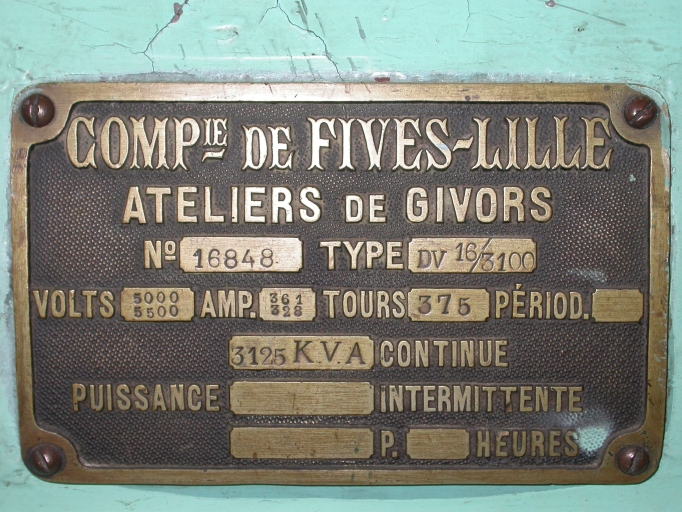 COMPIE DE FIVES-LILLE
ATELIERS DE GIVORS
No 16848 TYPE DV 16/3100
VOLTS 5000 5500 AMP. 361 328 TOURS 375 PÉRIOD.
3125 K.V.A CONTINUE
PUISSANCE INTERMITTENTE
P. HEURES